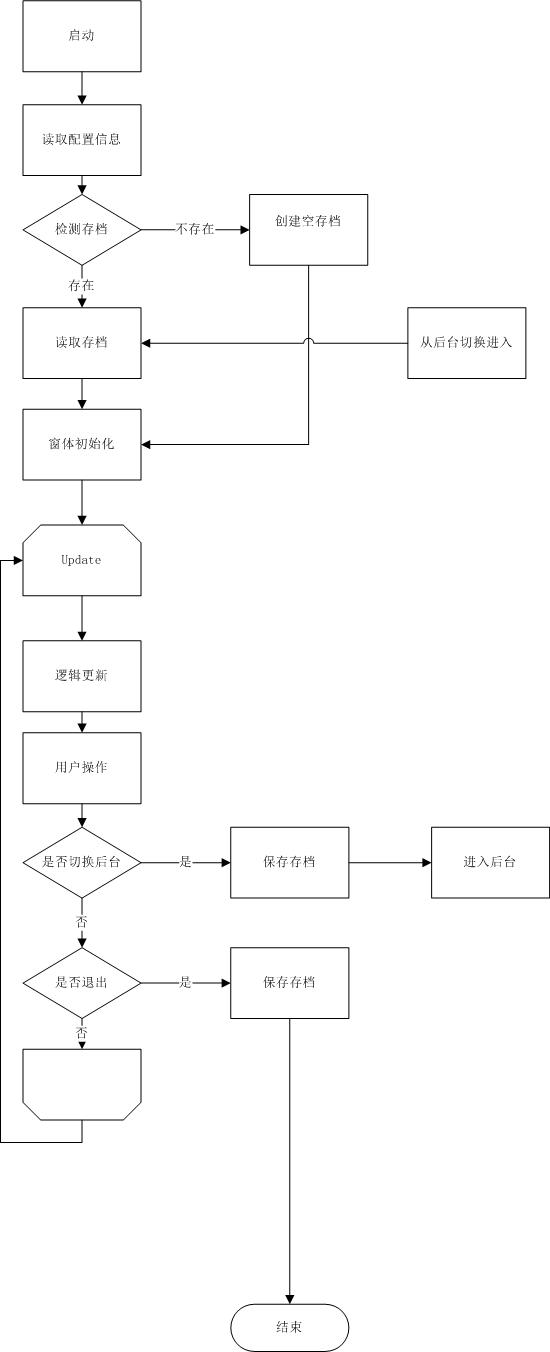 启动
读取配置信息
检测存档
不存在
创建空存档
存在
读取存档
从后台切换进入
窗体初始化
Update
逻辑更新
用户操作
是否切换后台
是
保存存档
进入后台
否
是否退出
是
保存存档
否
结束